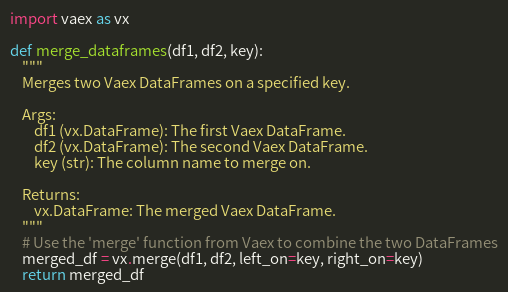 import vaex as vx
def merge_dataframes(df1, df2, key):
"""
Merges two Vaex DataFrames on a specified key.
Args:
df1 (vx.DataFrame): The first Vaex DataFrame.
df2 (vx.DataFrame): The second Vaex DataFrame.
key (str): The column name to merge on.
Returns:
vx.DataFrame: The merged Vaex DataFrame.
"""
# Use the 'merge' function from Vaex to combine the two DataFrames
merged_df = vx.merge(df1, df2, left_on=key, right_on=key)
return merged_df